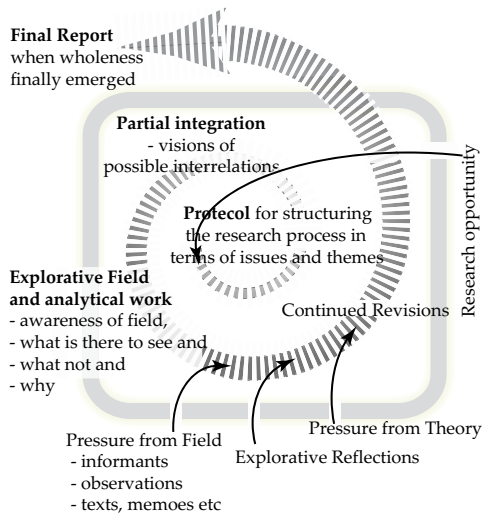 Final Report
when wholeness
finally emerged
Partial integration
- visions of
possible interrelations
Research opportunity
Protecol for structuring
the research process in
terms of issues and themes
Explorative Field
and analytical work
- awareness of field,
- what is there to see and
- what not and
- why
Continued Revisions
Pressure from Field
- informants
- observations
- texts, memoes etc
Explorative Reflections
Pressure from Theory